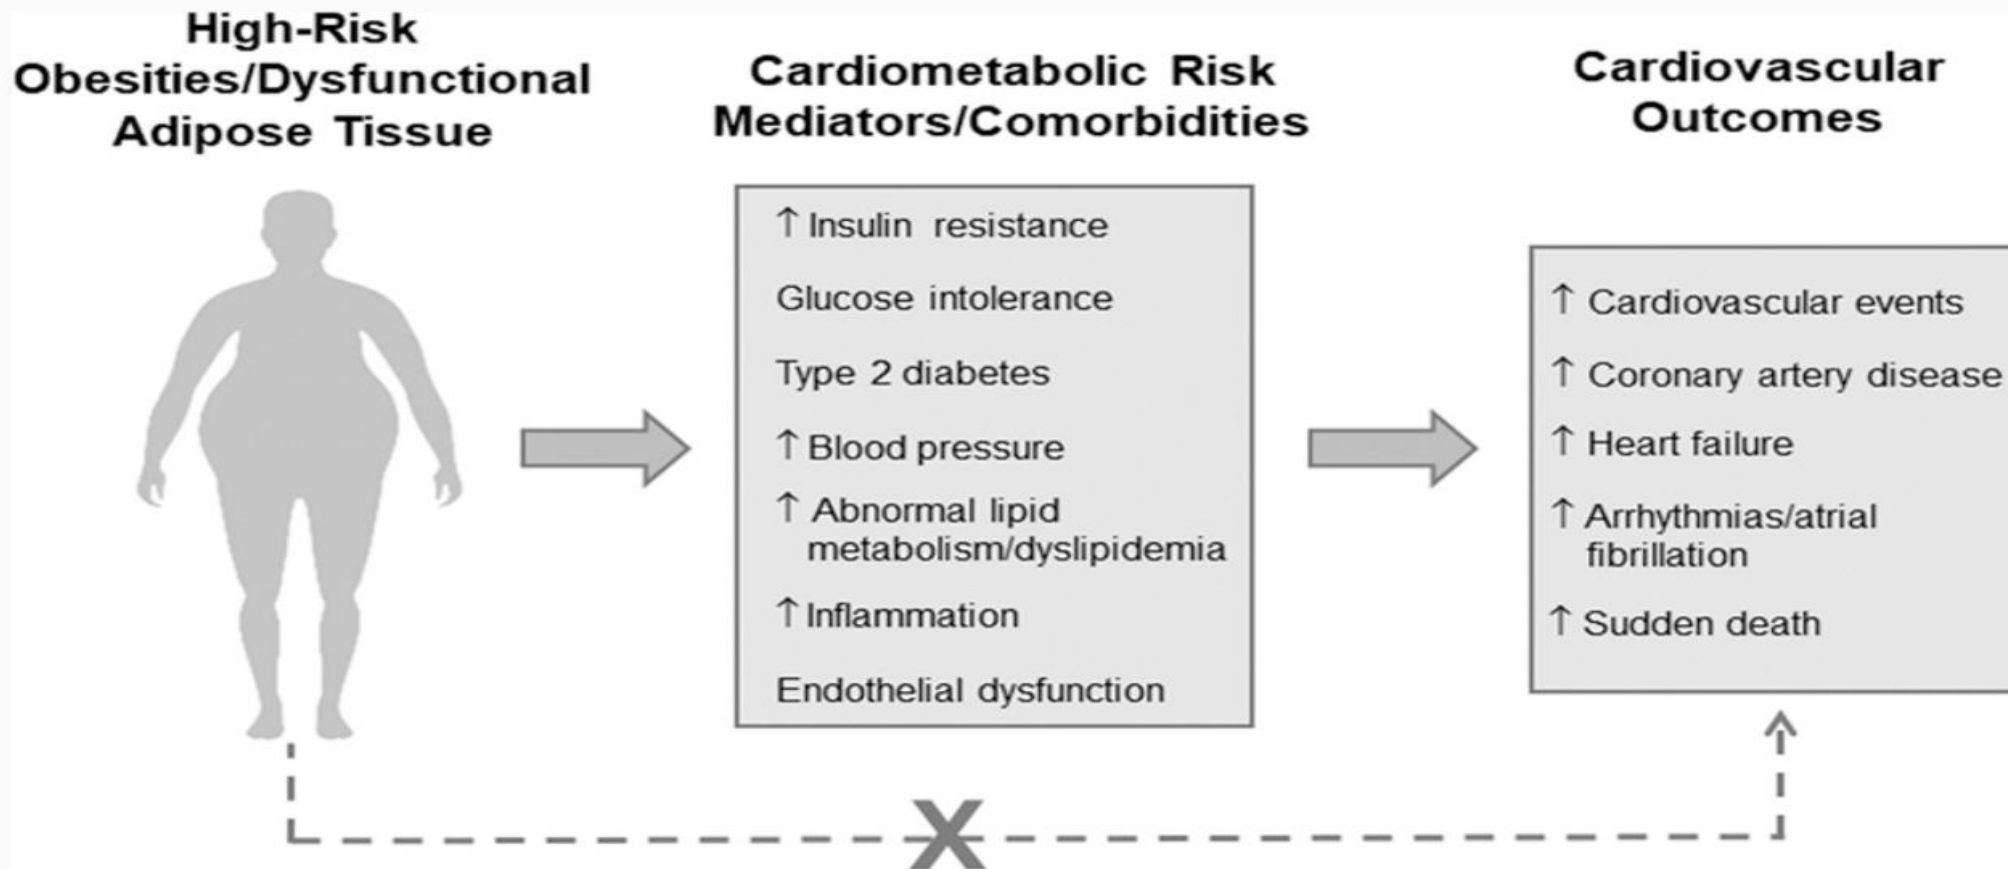 High-Risk
Obesities/Dysfunctional
Adipose Tissue
Cardiometabolic Risk
Mediators/Comorbidities
↑ Insulin resistance
Glucose intolerance
Type 2 diabetes
↑ Blood pressure
↑ Abnormal lipid
metabolism/dyslipidemia
↑ Inflammation
Endothelial dysfunction
Cardiovascular
Outcomes
↑ Cardiovascular events
↑ Coronary artery disease
↑ Heart failure
↑ Arrhythmias/atrial
fibrillation
↑ Sudden death
X